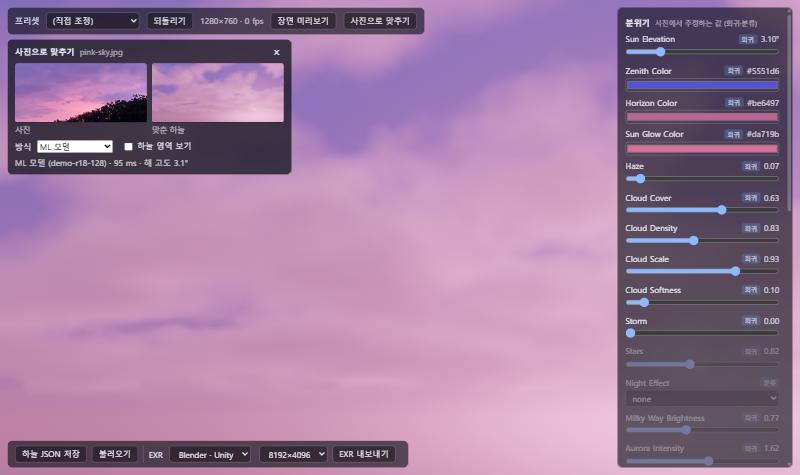 프리셋 (직접 조정) 되돌리기 1280×760 · 0 fps 장면 미리보기 사진으로 맞추기
사진으로 맞추기 pink-sky.jpg ×
사진 맞춘 하늘
방식 ML 모델 하늘 영역 보기
ML 모델 (demo-r18-128) · 95 ms · 해 고도 3.1°
분위기 사진에서 추정하는 값 (회귀·분류)
Sun Elevation 회귀 3.10°
Zenith Color 회귀 #5551d6
Horizon Color 회귀 #be6497
Sun Glow Color 회귀 #da719b
Haze 회귀 0.07
Cloud Cover 회귀 0.63
Cloud Density 회귀 0.83
Cloud Scale 회귀 0.93
Cloud Softness 회귀 0.10
Storm 회귀 0.00
Stars 회귀 0.82
Night Effect 분류
none
Milky Way Brightness 회귀 0.77
Aurora Intensity 회귀 1.62
하늘 JSON 저장 불러오기 EXR Blender · Unity 8192×4096 EXR 내보내기